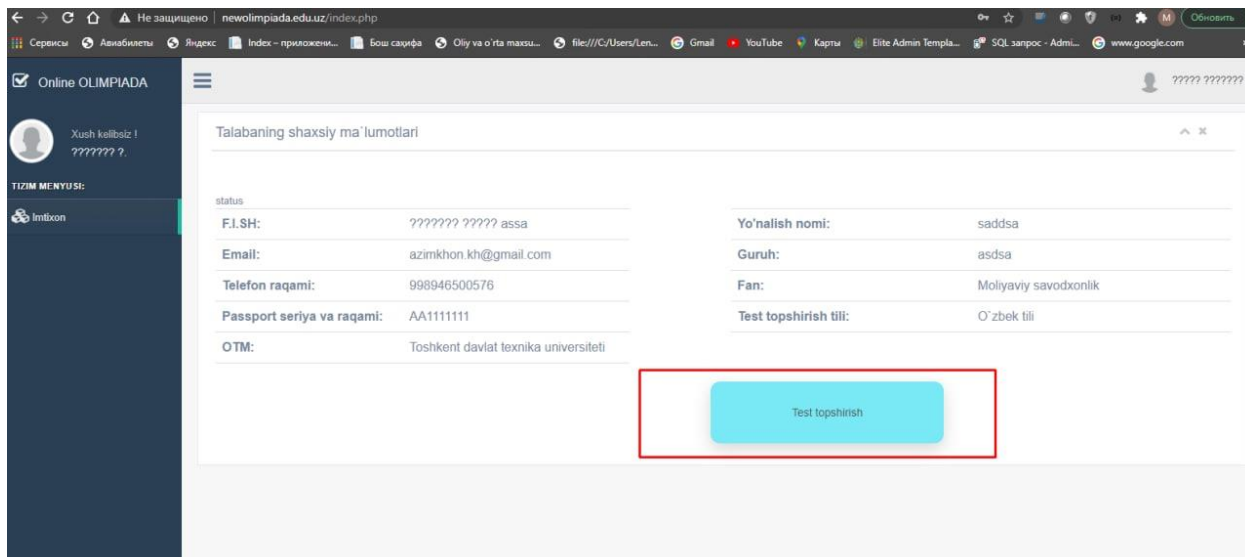 Не защищено | newolimpiada.edu.uz/index.php
М Обновить
Сервисы Авиабилеты Яндекс Index – приложени... Бош саҳифа Oliy va o'rta maxsu... file:///C:/Users/Len... Gmail YouTube Карты Elite Admin Templa... SQL запрос - Admi... www.google.com
Online OLIMPIADA
????? ???????
Xush kelibsiz !
??????? ?.
TIZIM MENYUSI:
Imtixon
Talabaning shaxsiy ma`lumotlari
status
F.I.SH: ??????? ????? assa Yo'nalish nomi: saddsa
Email: azimkhon.kh@gmail.com Guruh: asdsa
Telefon raqami: 998946500576 Fan: Moliyaviy savodxonlik
Passport seriya va raqami: AA1111111 Test topshirish tili: O`zbek tili
OTM: Toshkent davlat texnika universiteti
Test topshirish